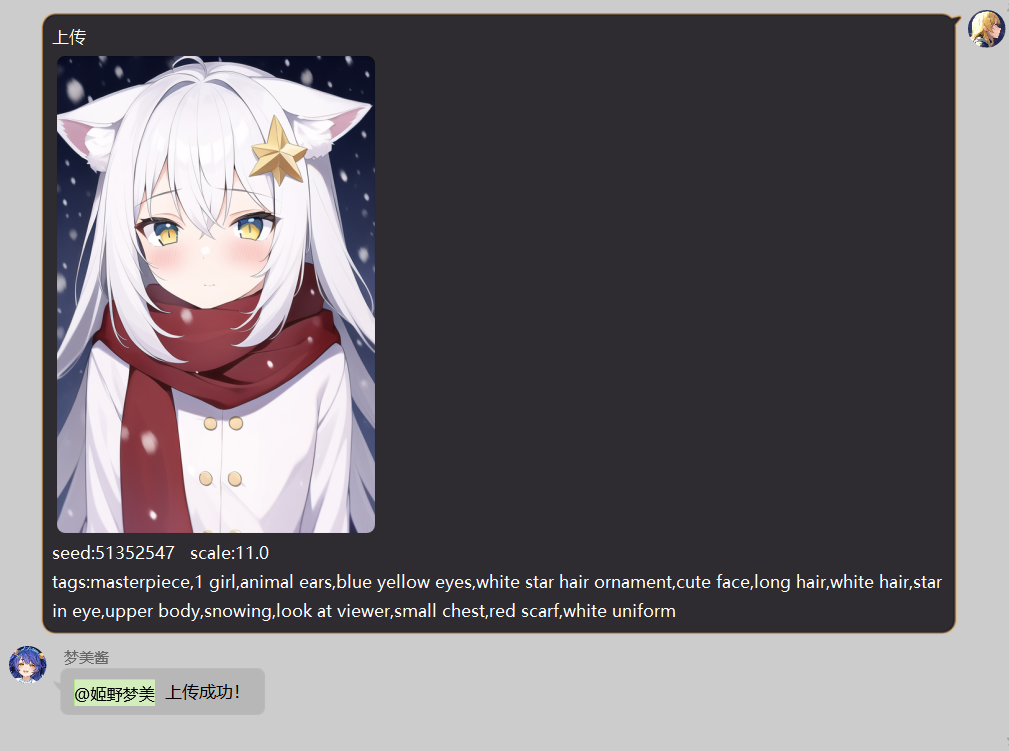 上传
seed:51352547   scale:11.0
tags:masterpiece,1 girl,animal ears,blue yellow eyes,white star hair ornament,cute face,long hair,white hair,star
in eye,upper body,snowing,look at viewer,small chest,red scarf,white uniform
梦美酱
@姬野梦美 上传成功!